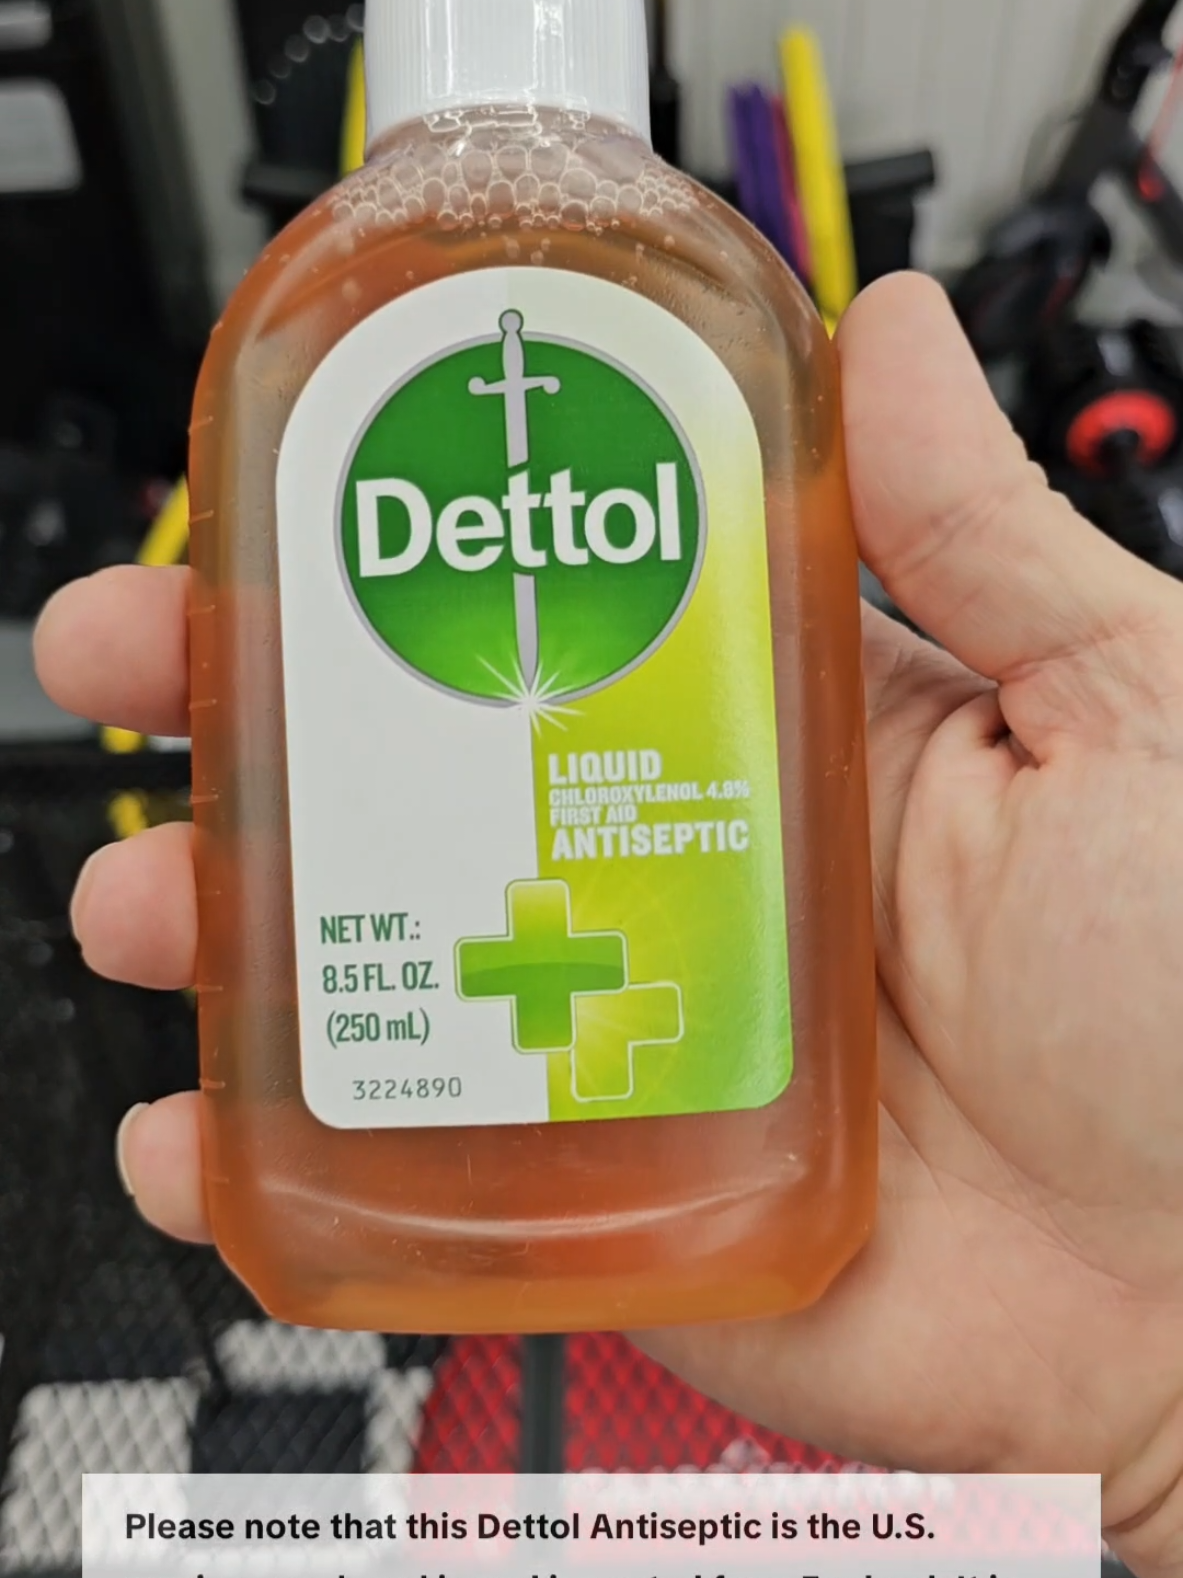 Dettol
LIQUID
CHLOROXYLENOL 4.8%
FIRST AID
ANTISEPTIC
NET WT.:
8.5 FL. OZ.
(250 mL)
3224890
Please note that this Dettol Antiseptic is the U.S.